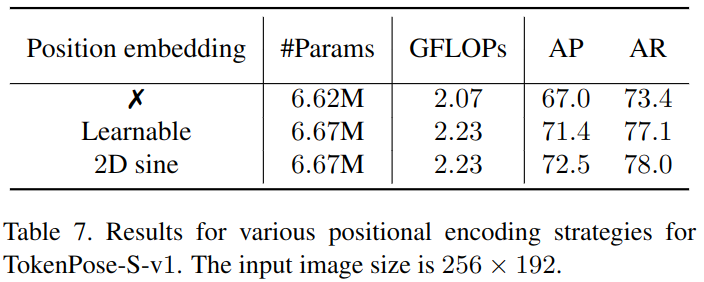 Position embedding #Params GFLOPs AP AR
✗ 6.62M 2.07 67.0 73.4
Learnable 6.67M 2.23 71.4 77.1
2D sine 6.67M 2.23 72.5 78.0
Table 7. Results for various positional encoding strategies for
TokenPose-S-v1. The input image size is 256 × 192.